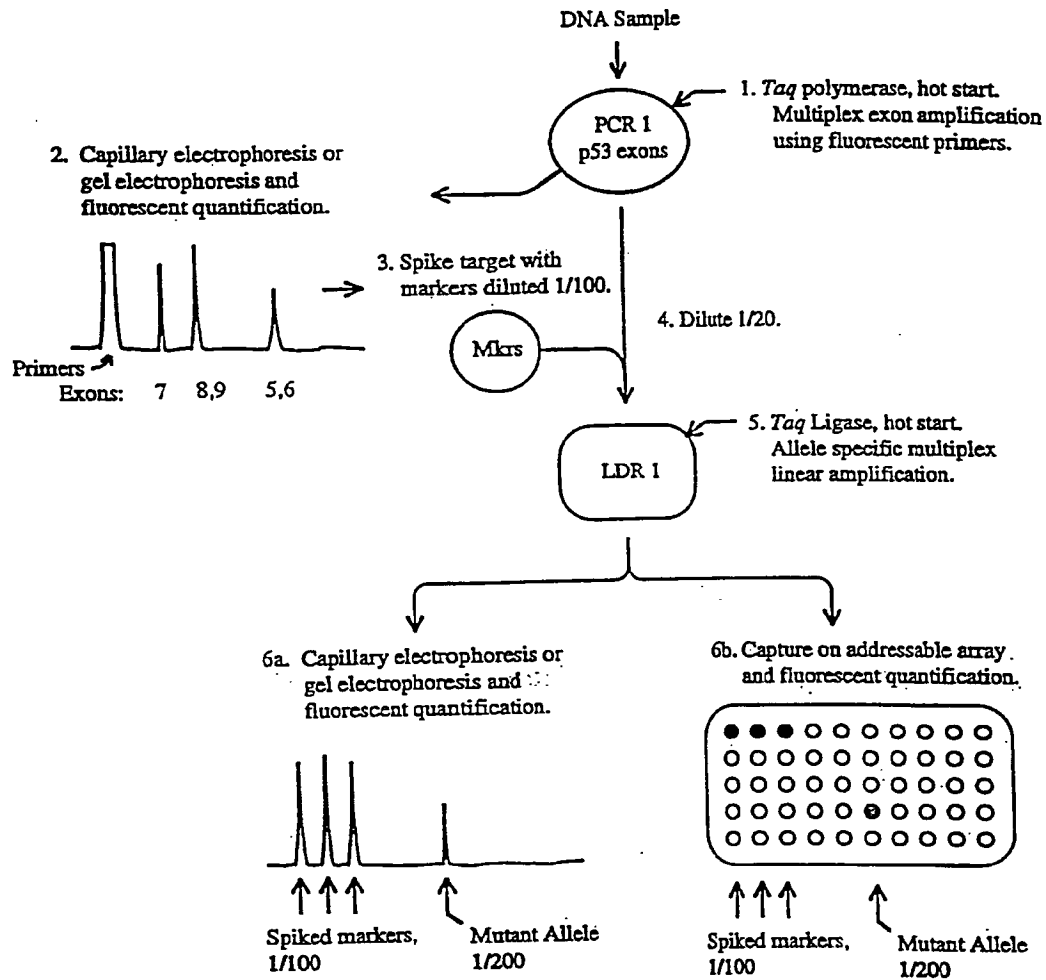 DNA Sample
1. Taq polymerase, hot start.
Multiplex exon amplification
using fluorescent primers.
PCR 1
p53 exons
2. Capillary electrophoresis or
gel electrophoresis and
fluorescent quantification.
3. Spike target with
markers diluted 1/100.
4. Dilute 1/20.
Mkrs
Primers
Exons: 7 8,9 5,6
5. Taq Ligase, hot start.
Allele specific multiplex
linear amplification.
LDR 1
6a. Capillary electrophoresis or
gel electrophoresis and
fluorescent quantification.
6b. Capture on addressable array
and fluorescent quantification.
Spiked markers,
1/100
Mutant Allele
1/200
Spiked markers,
1/100
Mutant Allele
1/200